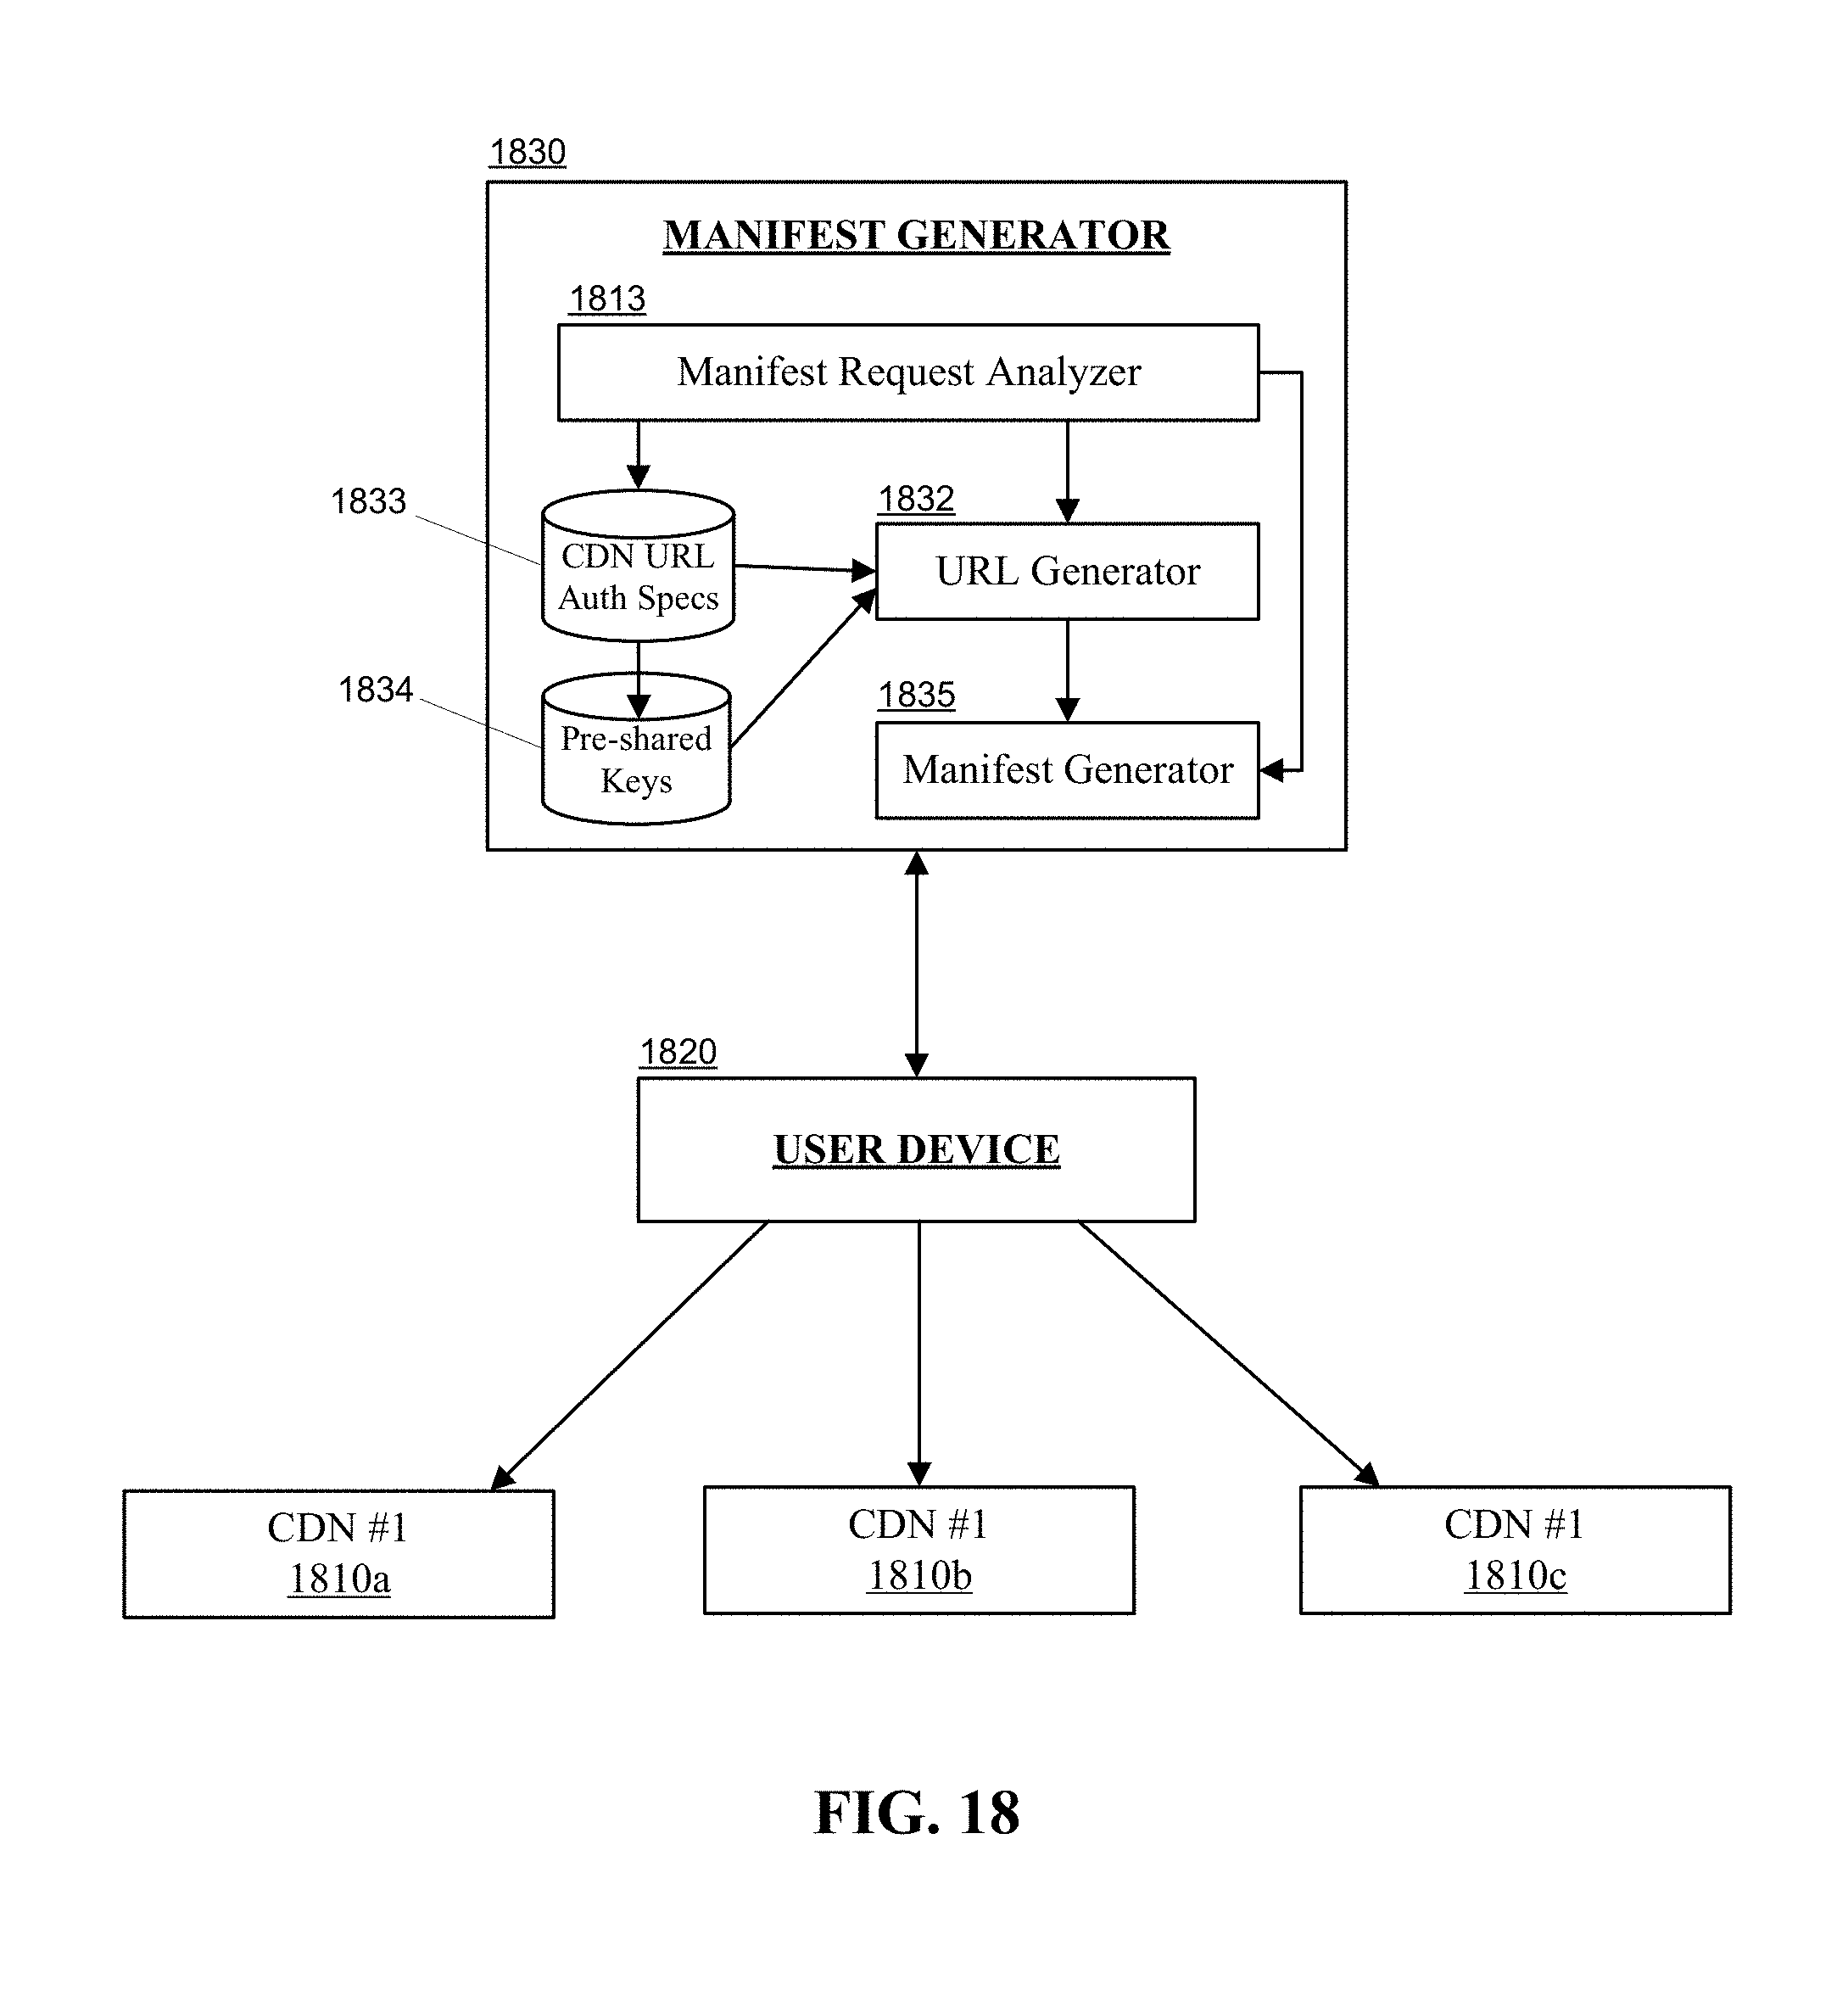 1830
MANIFEST GENERATOR
1813
Manifest Request Analyzer
1833
CDN URL
Auth Specs
1832
URL Generator
1834
Pre-shared
Keys
1835
Manifest Generator
1820
USER DEVICE
CDN #1
1810a
CDN #1
1810b
CDN #1
1810c
FIG. 18